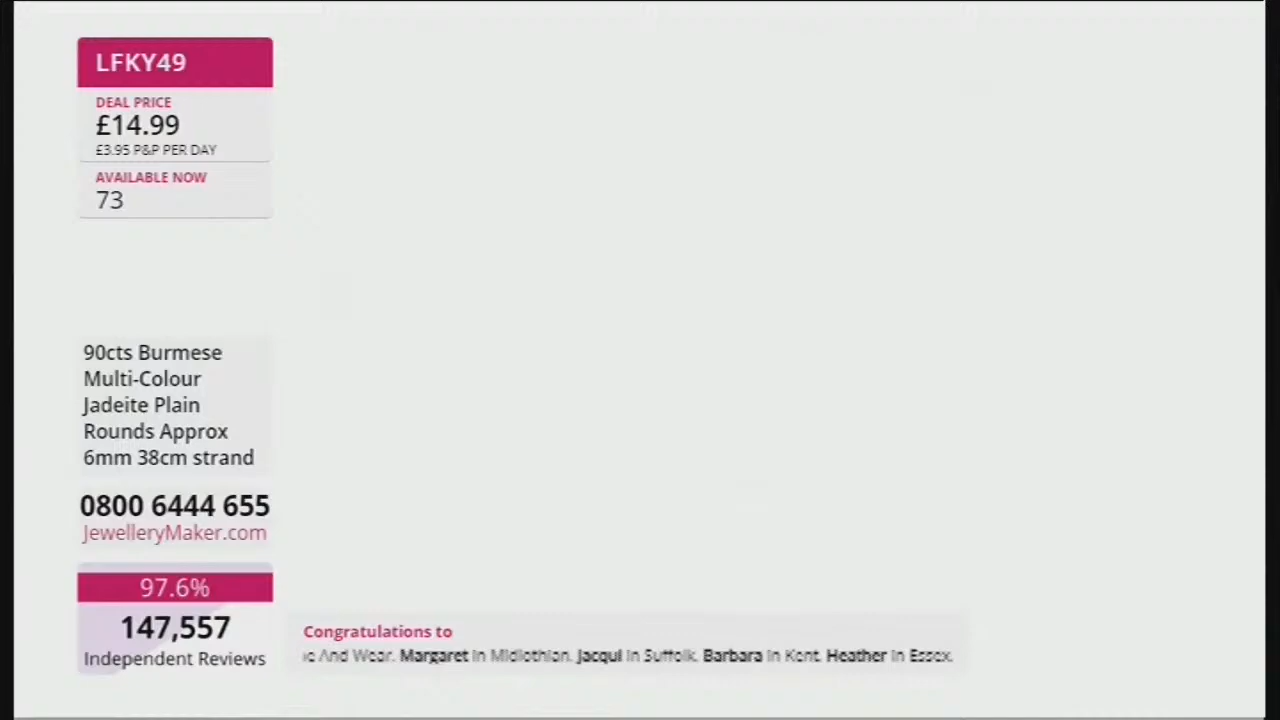 LFKY49
DEAL PRICE
£14.99
£3.95 P&P PER DAY
AVAILABLE NOW
73
90cts Burmese
Multi-Colour
Jadeite Plain
Rounds Approx
6mm 38cm strand
0800 6444 655
JewelleryMaker.com
97.6%
147,557
Independent Reviews
Congratulations to
And Wear. Margaret In Midlothian. Jacqui In Suffolk. Barbara In Kent. Heather In Essex.